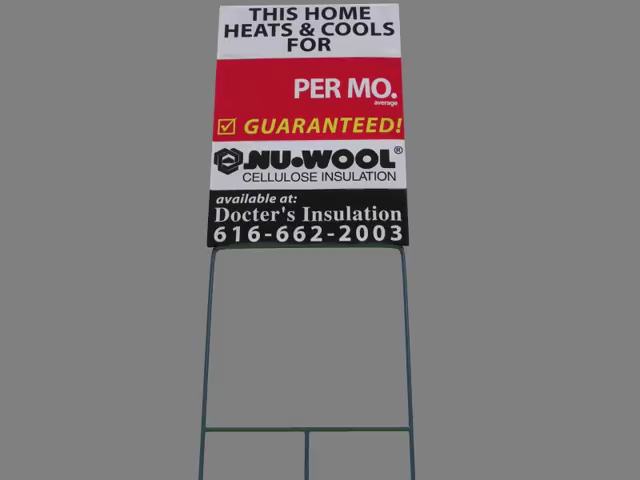 THIS HOME
HEATS & COOLS
FOR
PER MO.
average
☑ GUARANTEED!
NU•WOOL®
CELLULOSE INSULATION
available at:
Docter's Insulation
616-662-2003